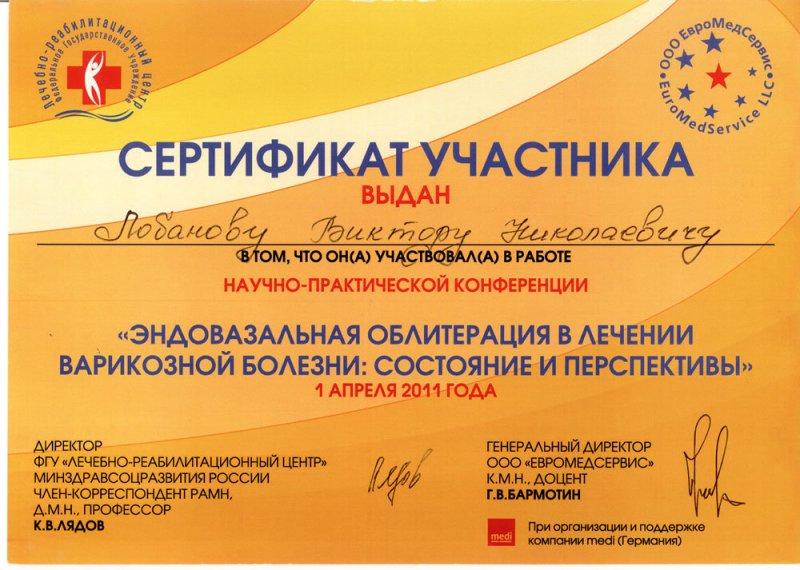 Лечебно-реабилитационный центр
Федеральное Государственное Учреждение
ООО ЕвроМедСервис
EuroMedService LLC
СЕРТИФИКАТ УЧАСТНИКА
ВЫДАН
Лобанову Виктору Николаевичу
В ТОМ, ЧТО ОН(А) УЧАСТВОВАЛ(А) В РАБОТЕ
НАУЧНО-ПРАКТИЧЕСКОЙ КОНФЕРЕНЦИИ
«ЭНДОВАЗАЛЬНАЯ ОБЛИТЕРАЦИЯ В ЛЕЧЕНИИ
ВАРИКОЗНОЙ БОЛЕЗНИ: СОСТОЯНИЕ И ПЕРСПЕКТИВЫ»
1 АПРЕЛЯ 2011 ГОДА
ДИРЕКТОР
ФГУ «ЛЕЧЕБНО-РЕАБИЛИТАЦИОННЫЙ ЦЕНТР»
МИНЗДРАВСОЦРАЗВИТИЯ РОССИИ
ЧЛЕН-КОРРЕСПОНДЕНТ РАМН,
Д.М.Н., ПРОФЕССОР
К.В.ЛЯДОВ
ГЕНЕРАЛЬНЫЙ ДИРЕКТОР
ООО «ЕВРОМЕДСЕРВИС»
К.М.Н., ДОЦЕНТ
Г.В.БАРМОТИН
medi
При организации и поддержке
компании medi (Германия)